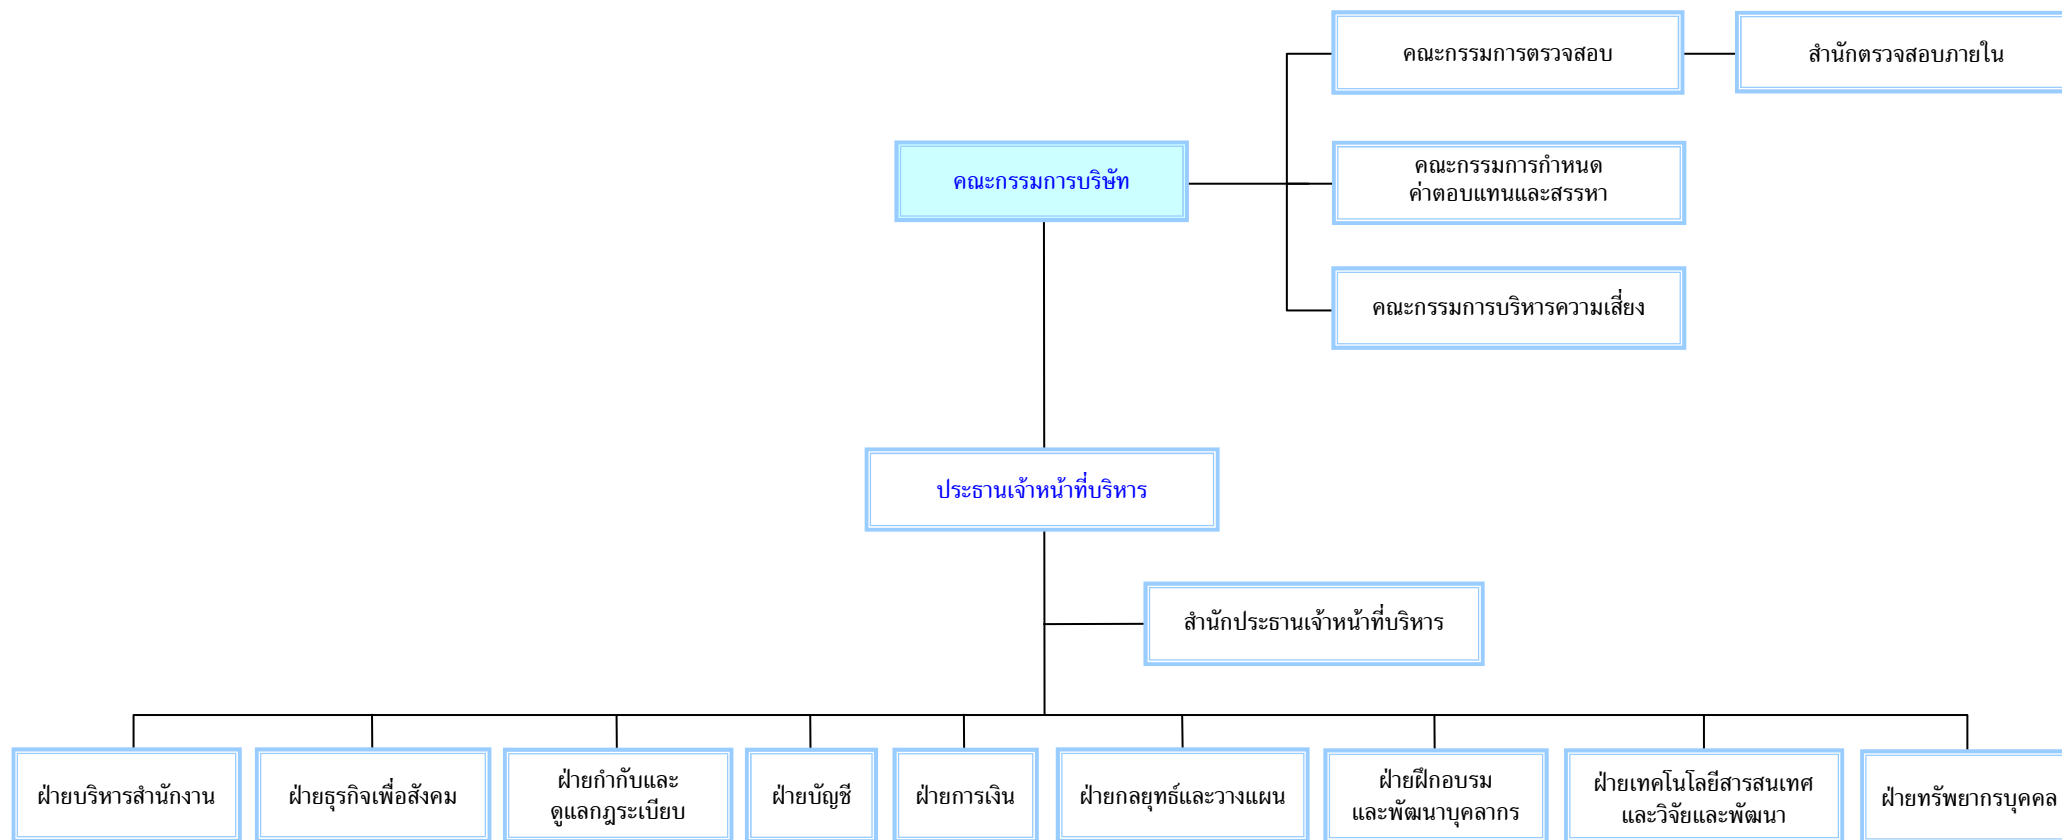 คณะกรรมการตรวจสอบ
สำนักตรวจสอบภายใน
คณะกรรมการบริษัท
คณะกรรมการกำหนด
ค่าตอบแทนและสรรหา
คณะกรรมการบริหารความเสี่ยง
ประธานเจ้าหน้าที่บริหาร
สำนักประธานเจ้าหน้าที่บริหาร
ฝ่ายบริหารสำนักงาน
ฝ่ายธุรกิจเพื่อสังคม
ฝ่ายกำกับและ
ดูแลกฎระเบียบ
ฝ่ายบัญชี
ฝ่ายการเงิน
ฝ่ายกลยุทธ์และวางแผน
ฝ่ายฝึกอบรม
และพัฒนาบุคลากร
ฝ่ายเทคโนโลยีสารสนเทศ
และวิจัยและพัฒนา
ฝ่ายทรัพยากรบุคคล